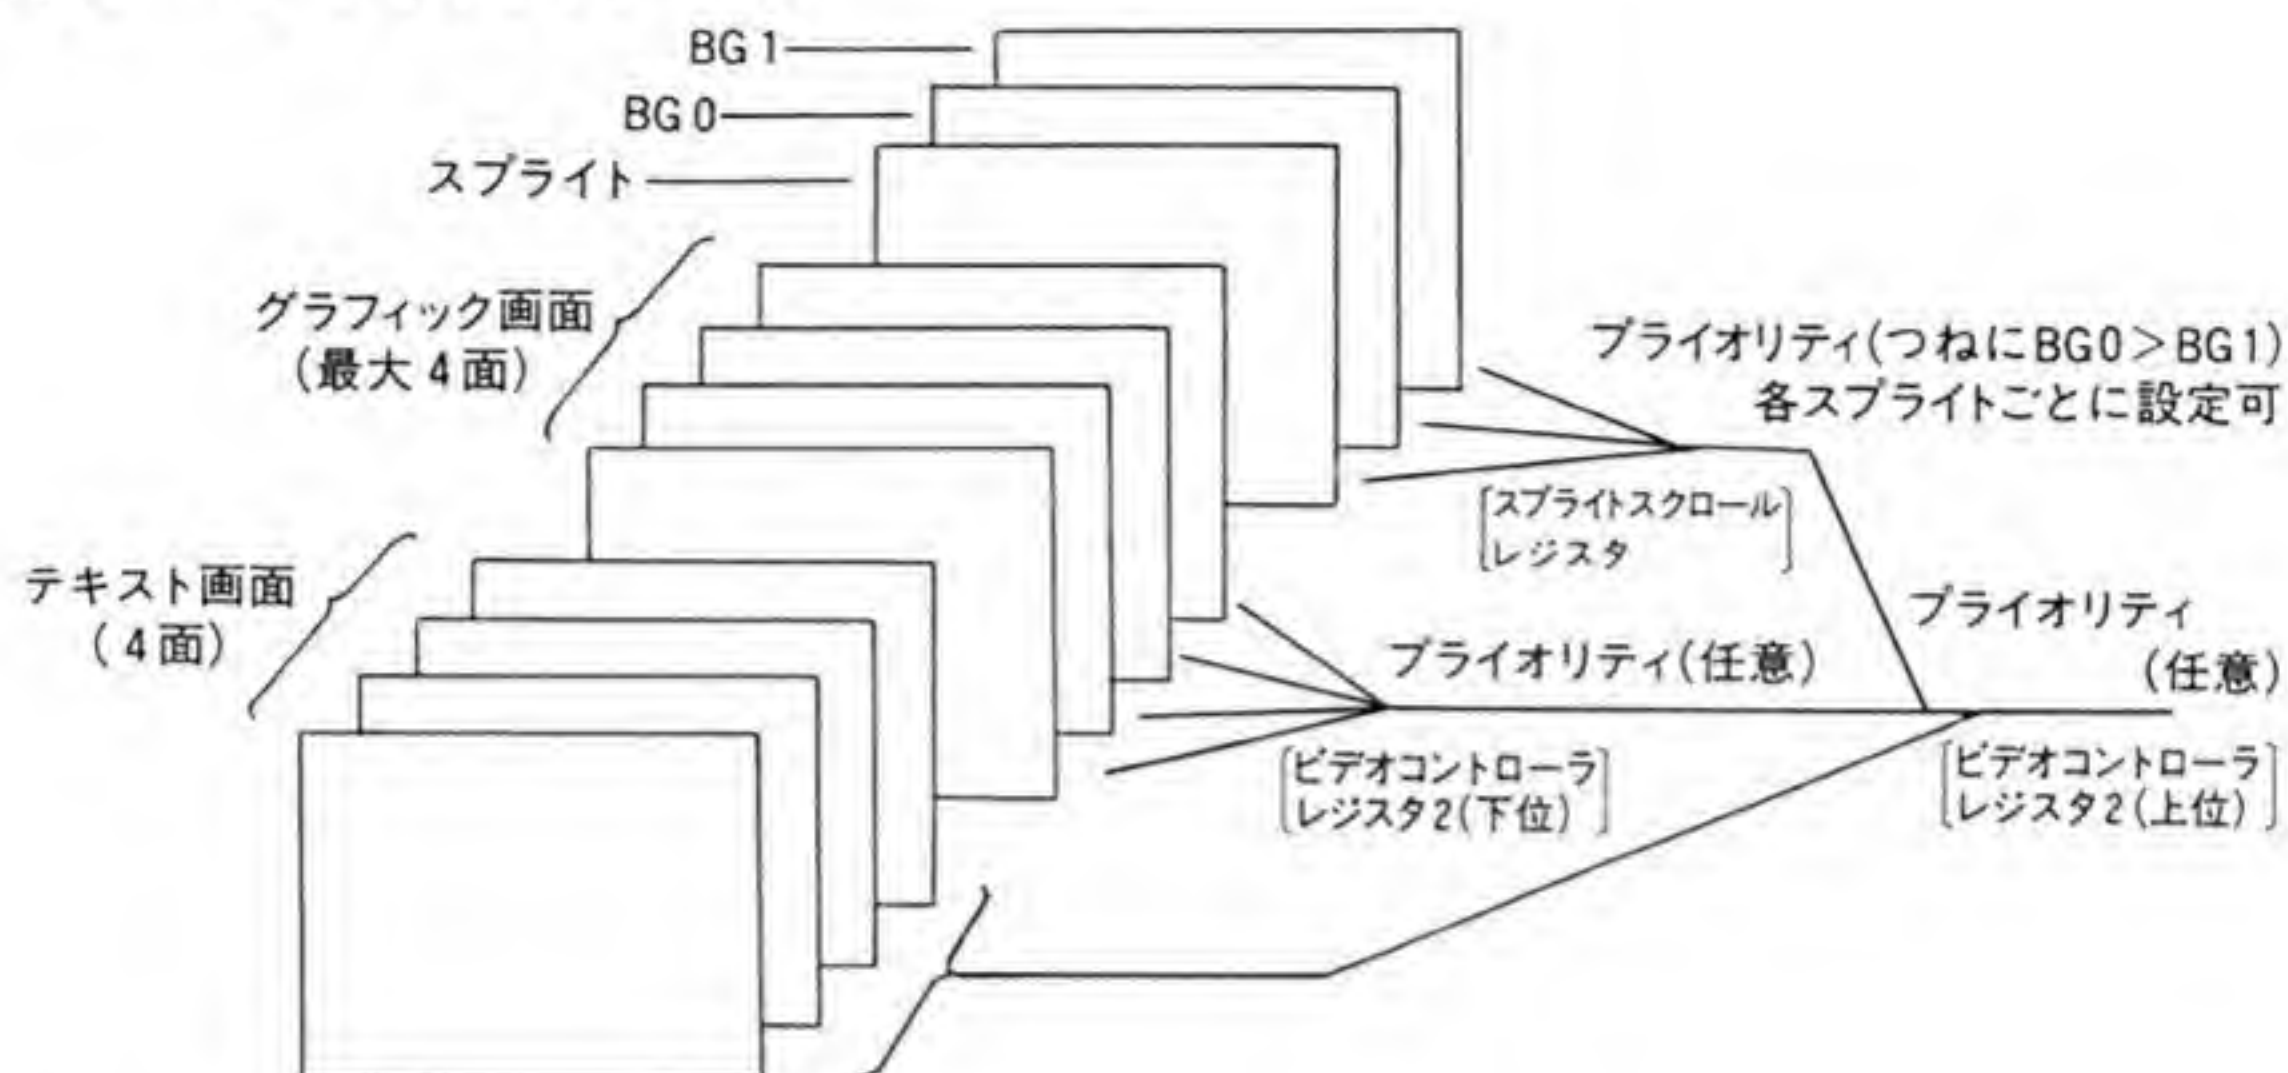 BG 1
BG 0
スプライト
グラフィック画面
(最大4面)
テキスト画面
(4面)
プライオリティ(つねにBG0>BG1)
各スプライトごとに設定可
スプライトスクロール
レジスタ
プライオリティ(任意)
ビデオコントローラ
レジスタ2(下位)
プライオリティ
(任意)
ビデオコントローラ
レジスタ2(上位)